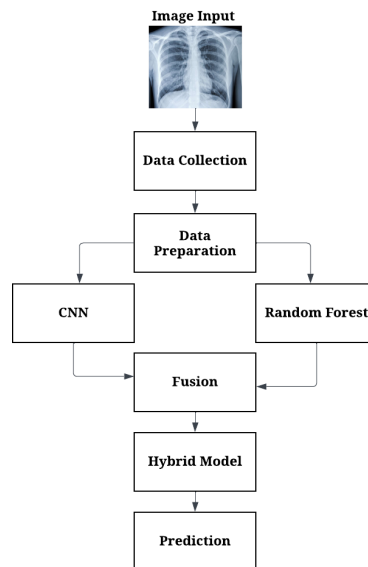 Image Input
Data Collection
Data
Preparation
CNN
Random Forest
Fusion
Hybrid Model
Prediction